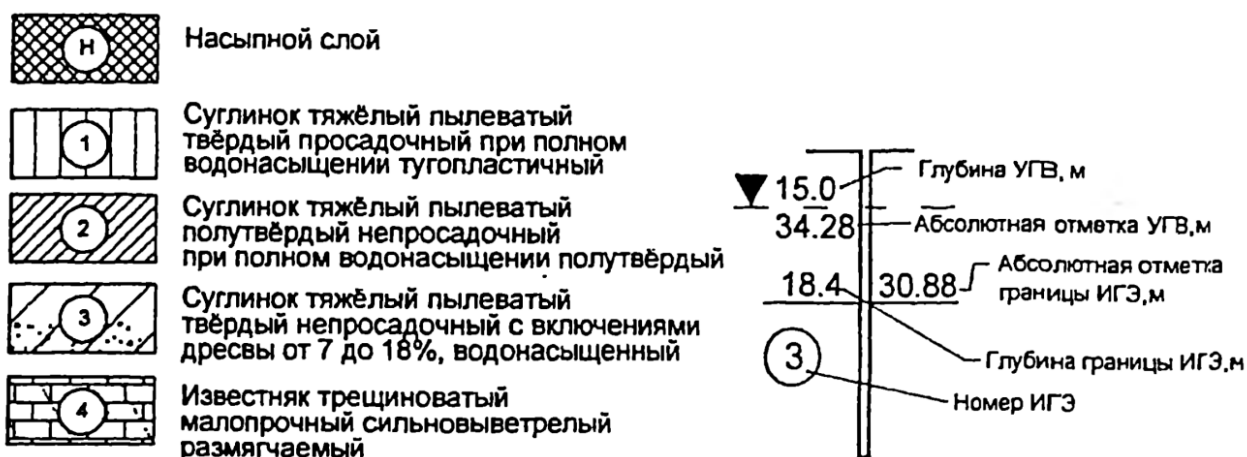 Н
Насыпной слой
1
Суглинок тяжёлый пылеватый
твёрдый просадочный при полном
водонасыщении тугопластичный
2
Суглинок тяжёлый пылеватый
полутвёрдый непросадочный
при полном водонасыщении полутвёрдый
3
Суглинок тяжёлый пылеватый
твёрдый непросадочный с включениями
дресвы от 7 до 18%, водонасыщенный
4
Известняк трещиноватый
малопрочный сильновыветрелый
размягчаемый
15.0
Глубина УГВ, м
34.28
Абсолютная отметка УГВ,м
18.4
30.88
Абсолютная отметка
границы ИГЭ,м
3
Глубина границы ИГЭ,м
Номер ИГЭ